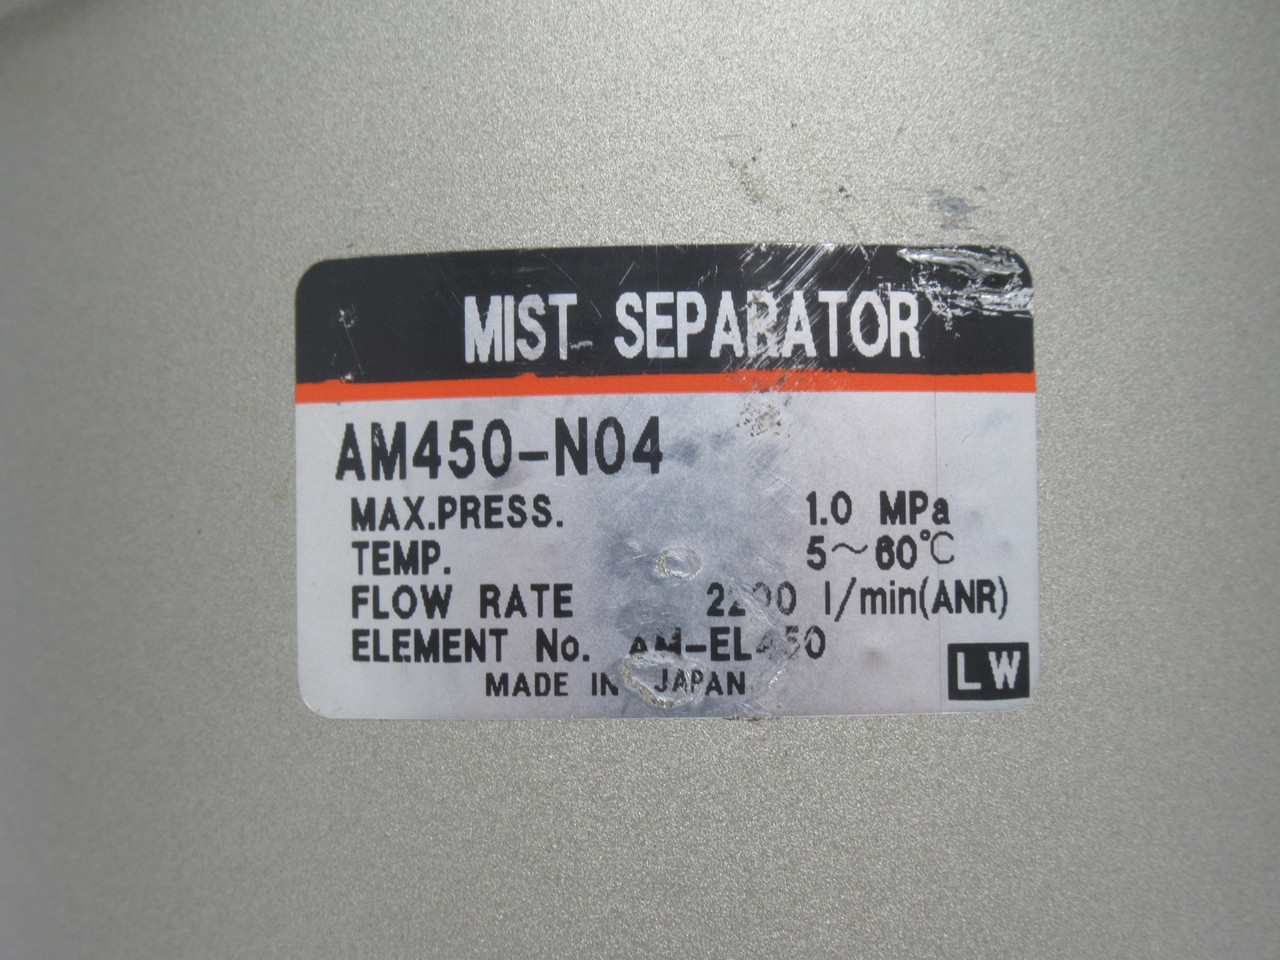 MIST SEPARATOR
AM450-N04
MAX.PRESS. 1.0 MPa
TEMP. 5～60℃
FLOW RATE 2200 l/min(ANR)
ELEMENT No. AM-EL450
MADE IN JAPAN
LW